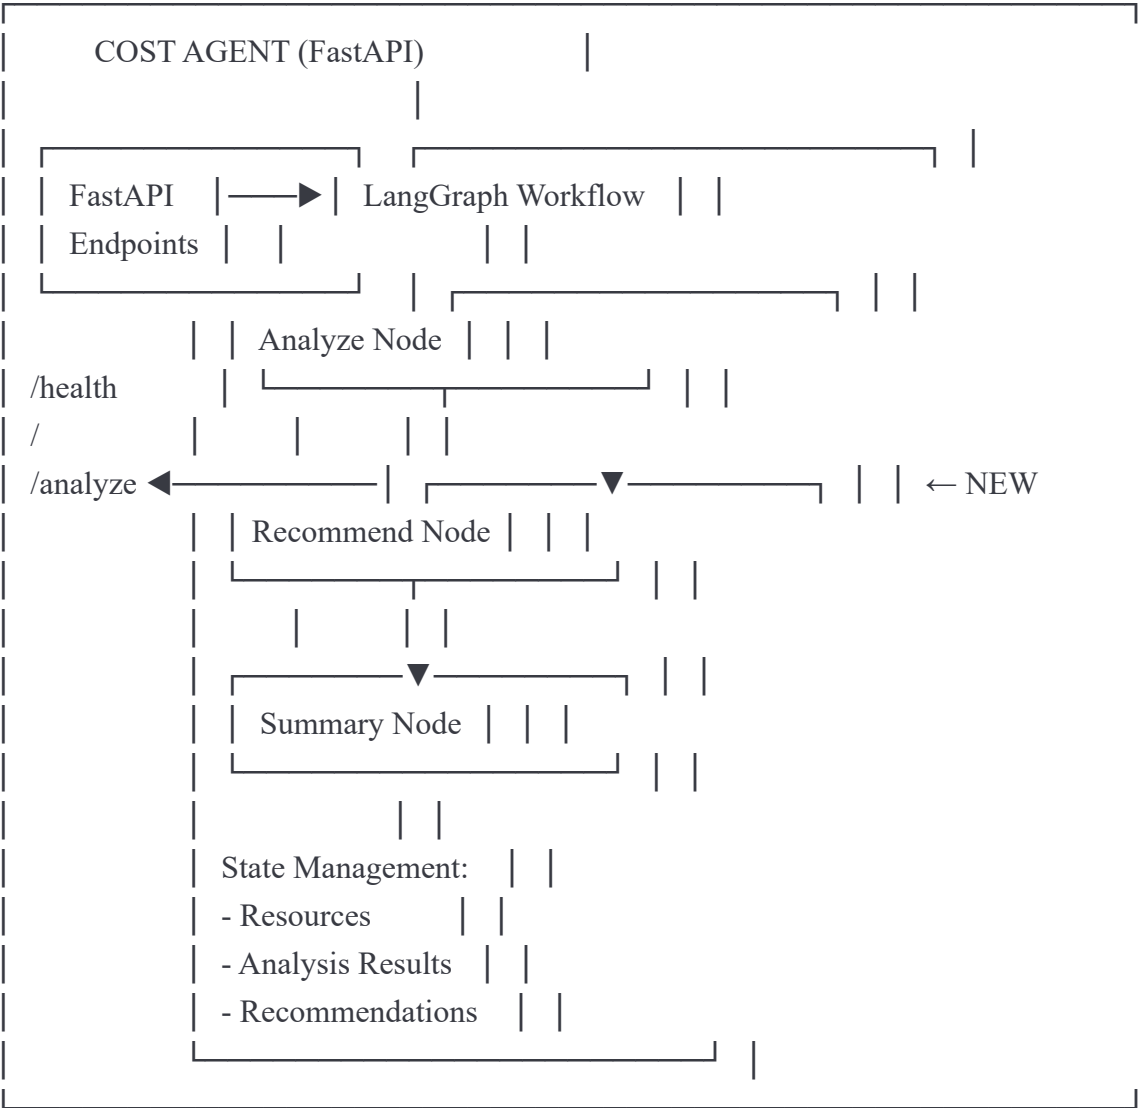 COST AGENT (FastAPI)
FastAPI ────▶ LangGraph Workflow
Endpoints
Analyze Node
/health
/
/analyze ◀ ▼ ← NEW
Recommend Node
▼
Summary Node
State Management:
- Resources
- Analysis Results
- Recommendations